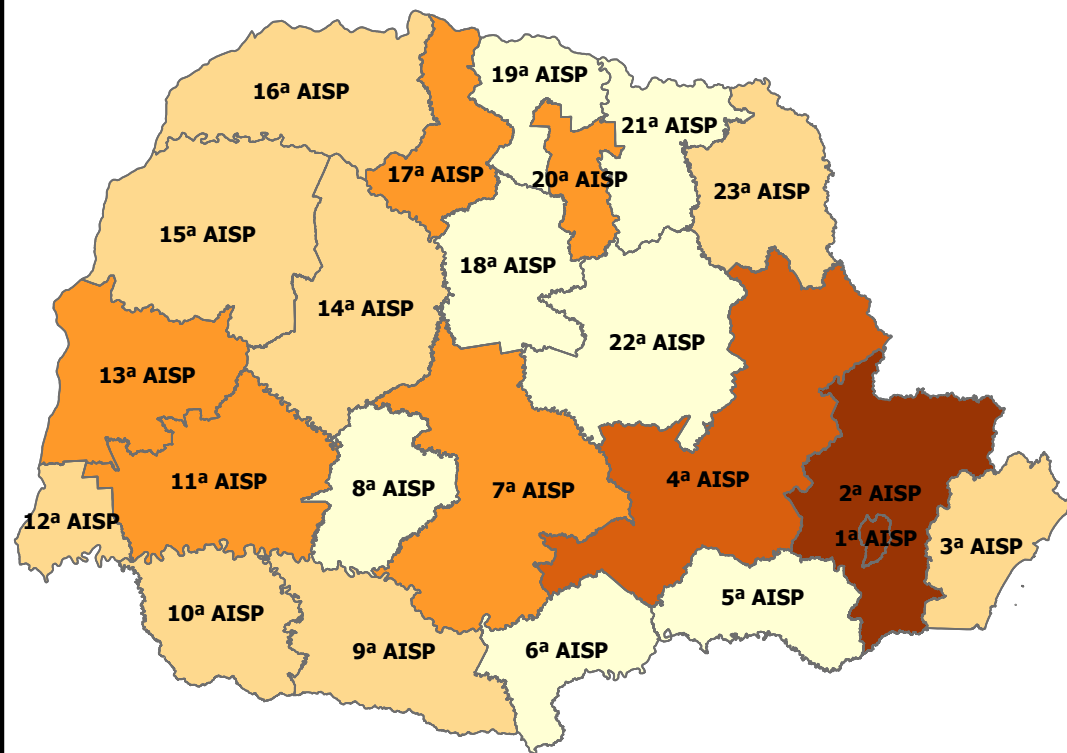 19ª AISP
16ª AISP
21ª AISP
17ª AISP
20ª AISP
23ª AISP
15ª AISP
18ª AISP
14ª AISP
22ª AISP
13ª AISP
11ª AISP
8ª AISP
7ª AISP
4ª AISP
2ª AISP
12ª AISP
1ª AISP
3ª AISP
5ª AISP
10ª AISP
9ª AISP
6ª AISP